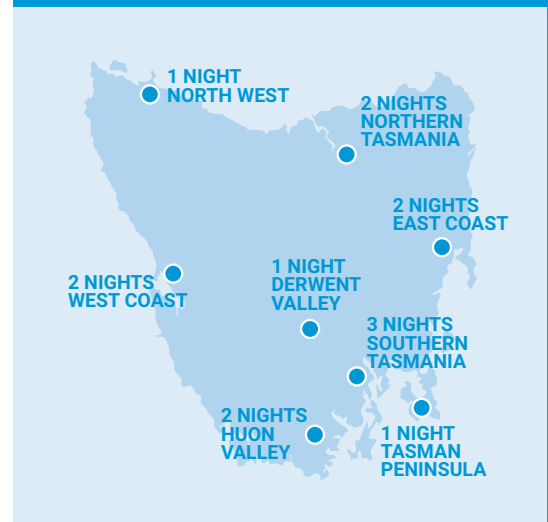 1 NIGHT
NORTH WEST
2 NIGHTS
NORTHERN
TASMANIA
2 NIGHTS
EAST COAST
2 NIGHTS
WEST COAST
1 NIGHT
DERWENT
VALLEY
3 NIGHTS
SOUTHERN
TASMANIA
2 NIGHTS
HUON
VALLEY
1 NIGHT
TASMAN
PENINSULA